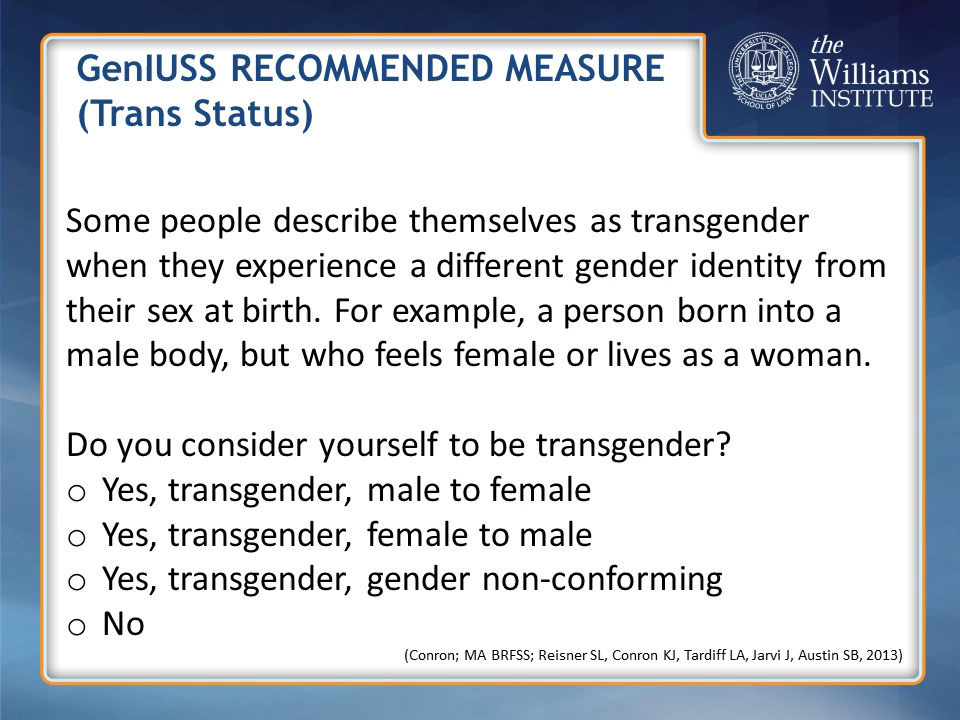 GenIUSS RECOMMENDED MEASURE
(Trans Status)
the
Williams
INSTITUTE
UCLA
SCHOOL OF LAW
Some people describe themselves as transgender
when they experience a different gender identity from
their sex at birth. For example, a person born into a
male body, but who feels female or lives as a woman.
Do you consider yourself to be transgender?
o Yes, transgender, male to female
o Yes, transgender, female to male
o Yes, transgender, gender non-conforming
o No
(Conron; MA BRFSS; Reisner SL, Conron KJ, Tardiff LA, Jarvi J, Austin SB, 2013)